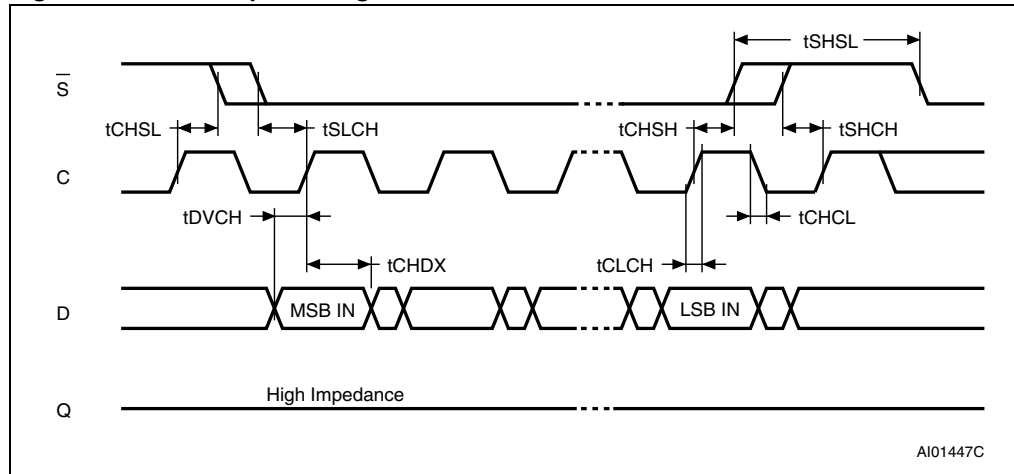 tSHSL
S
tCHSL
tSLCH
tCHSH
tSHCH
C
tDVCH
tCHCL
tCHDX
tCLCH
D
MSB IN
LSB IN
High Impedance
Q
AI01447C